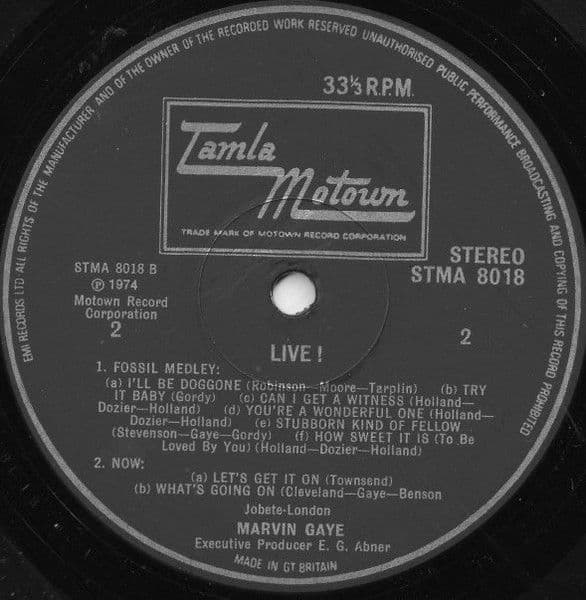 EMI RECORDS LTD ALL RIGHTS OF THE MANUFACTURER AND OF THE OWNER OF THE RECORDED WORK RESERVED UNAUTHORISED PUBLIC PERFORMANCE BROADCASTING AND COPYING OF THIS RECORD PROHIBITED
33⅓ R.P.M.
Tamla
Motown
TRADE MARK OF MOTOWN RECORD CORPORATION
STEREO
STMA 8018
STMA 8018 B
Ⓟ 1974
Motown Record
Corporation
2
2
LIVE !
1. FOSSIL MEDLEY:
(a) I'LL BE DOGGONE (Robinson—Moore—Tarplin) (b) TRY
IT BABY (Gordy) (c) CAN I GET A WITNESS (Holland—
Dozier—Holland) (d) YOU'RE A WONDERFUL ONE (Holland—
Dozier—Holland) (e) STUBBORN KIND OF FELLOW
(Stevenson—Gaye—Gordy) (f) HOW SWEET IT IS (To Be
Loved By You) (Holland—Dozier—Holland)
2. NOW:
(a) LET'S GET IT ON (Townsend)
(b) WHAT'S GOING ON (Cleveland—Gaye—Benson
Jobete-London
MARVIN GAYE
Executive Producer E. G. Abner
MADE IN GT BRITAIN